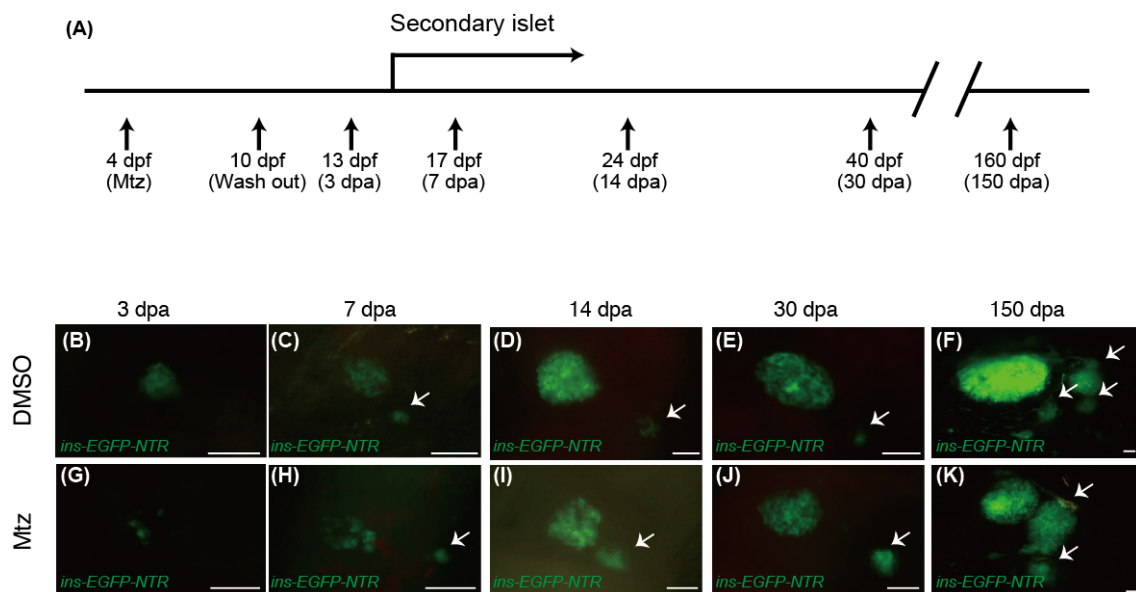 (A)
Secondary islet
4 dpf 10 dpf 13 dpf 17 dpf 24 dpf 40 dpf 160 dpf
(Mtz) (Wash out) (3 dpa) (7 dpa) (14 dpa) (30 dpa) (150 dpa)
3 dpa 7 dpa 14 dpa 30 dpa 150 dpa
DMSO
(B) (C) (D) (E) (F)
ins-EGFP-NTR ins-EGFP-NTR ins-EGFP-NTR ins-EGFP-NTR ins-EGFP-NTR
Mtz
(G) (H) (I) (J) (K)
ins-EGFP-NTR ins-EGFP-NTR ins-EGFP-NTR ins-EGFP-NTR ins-EGFP-NTR